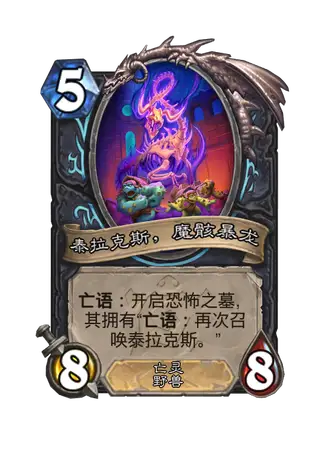 5
泰拉克斯，魔骸暴龙
亡语：开启恐怖之墓，
其拥有“亡语：再次召
唤泰拉克斯。”
8
亡灵
野兽
8